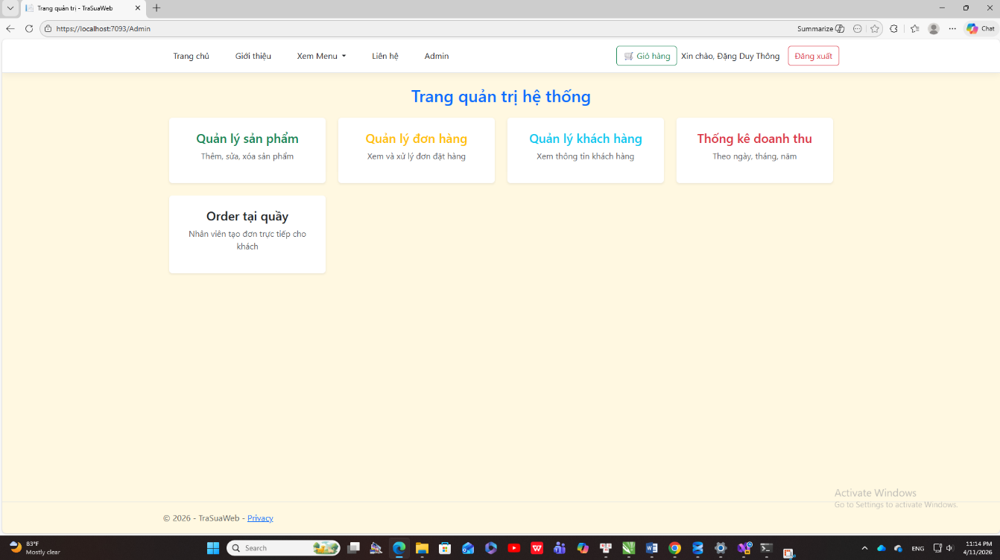 Trang quản trị - TraSuaWeb
https://localhost:7093/Admin
Summarize
Chat
Trang chủ
Giới thiệu
Xem Menu
Liên hệ
Admin
🛒 Giỏ hàng
Xin chào, Đặng Duy Thông
Đăng xuất
Trang quản trị hệ thống
Quản lý sản phẩm
Thêm, sửa, xóa sản phẩm
Quản lý đơn hàng
Xem và xử lý đơn đặt hàng
Quản lý khách hàng
Xem thông tin khách hàng
Thống kê doanh thu
Theo ngày, tháng, năm
Order tại quầy
Nhân viên tạo đơn trực tiếp cho
khách
Activate Windows
Go to Settings to activate Windows.
© 2026 - TraSuaWeb - Privacy
83°F
Mostly clear
Search
ENG
11:14 PM
4/11/2026